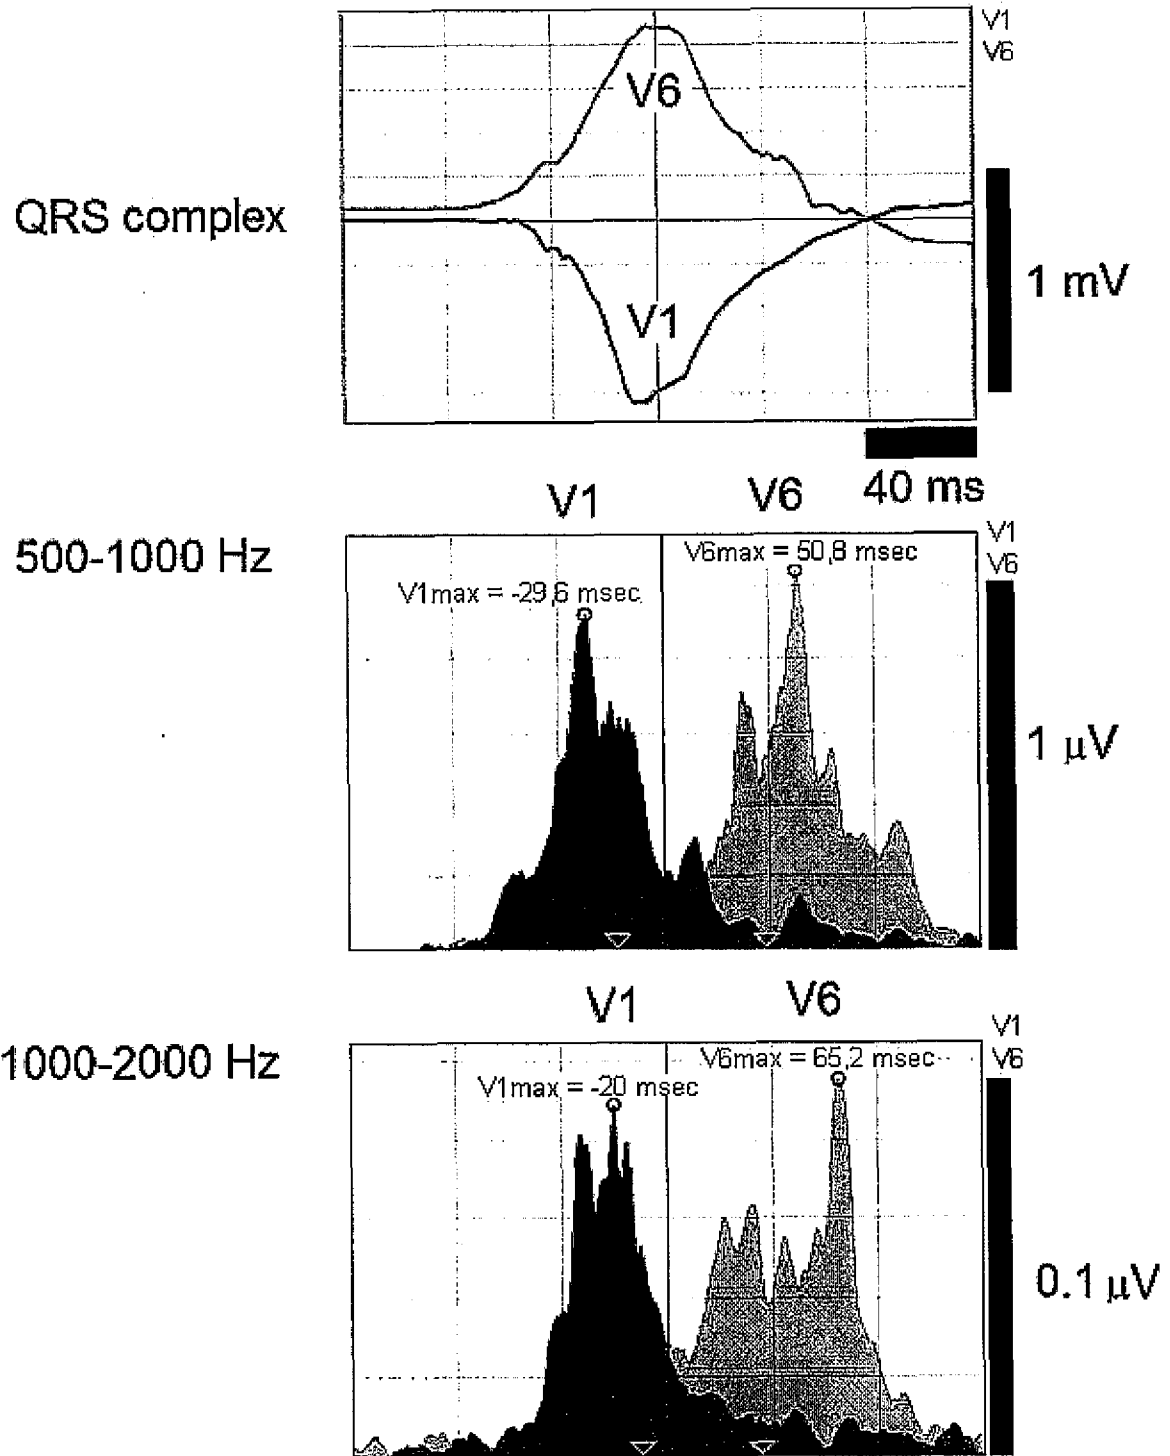 V1
V6
V6
QRS complex
1 mV
V1
40 ms
V1 V6
500-1000 Hz
V1
V6
V6max = 50,8 msec
V1max = -29,6 msec
1 μV
V1 V6
1000-2000 Hz
V1
V6
V6max = 65,2 msec
V1max = -20 msec
0.1 μV